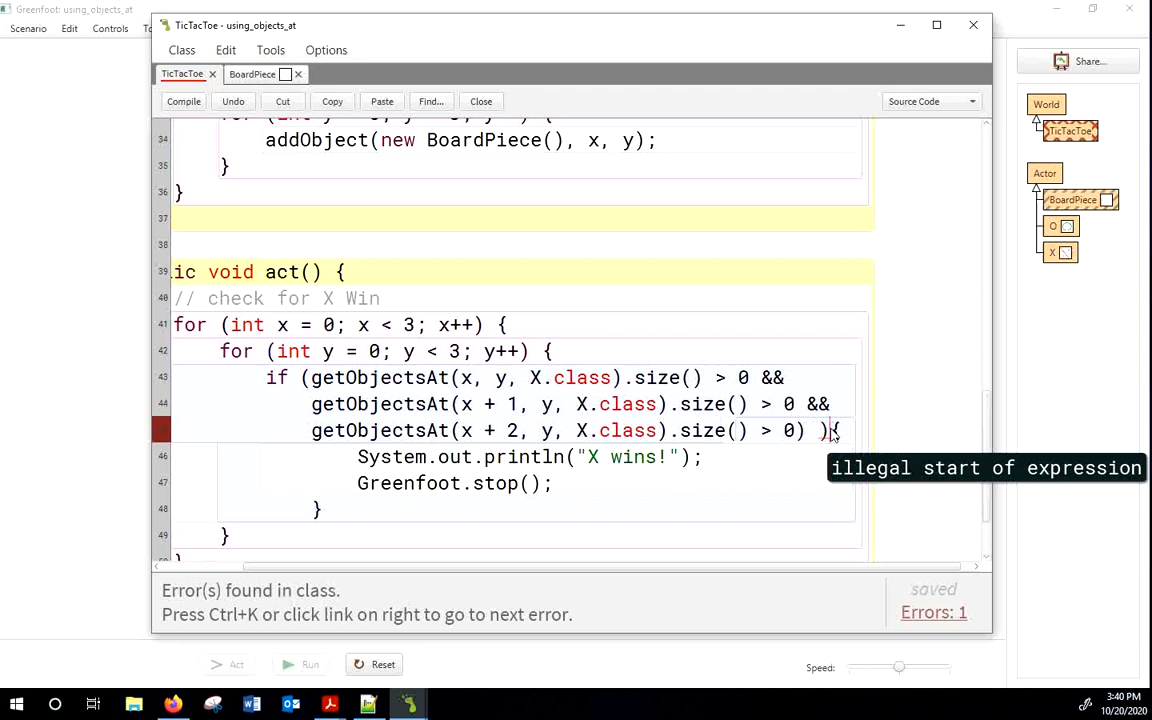 Greenfoot: using_objects_at
Scenario Edit Controls To
TicTacToe - using_objects_at
Class Edit Tools Options
TicTacToe BoardPiece
Compile Undo Cut Copy Paste Find... Close Source Code
34 addObject(new BoardPiece(), x, y);
35 }
36 }
37
38
39 ic void act() {
40 // check for X Win
41 for (int x = 0; x < 3; x++) {
42 for (int y = 0; y < 3; y++) {
43 if (getObjectsAt(x, y, X.class).size() > 0 &&
44 getObjectsAt(x + 1, y, X.class).size() > 0 &&
getObjectsAt(x + 2, y, X.class).size() > 0) ){
46 System.out.println("X wins!");
47 Greenfoot.stop();
48 }
49 }
illegal start of expression
Error(s) found in class.
Press Ctrl+K or click link on right to go to next error.
saved
Errors: 1
Share...
World
TicTacToe
Actor
BoardPiece
O
X
Act Run Reset Speed:
3:40 PM
10/20/2020